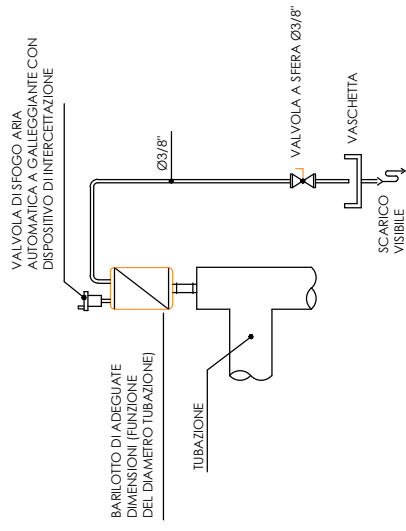 VALVOLA DI SFOGO ARIA
AUTOMATICA A GALLEGGIANTE CON
DISPOSITIVO DI INTERCETTAZIONE
Ø3/8"
VALVOLA A SFERA Ø3/8"
VASCHETTA
SCARICO
VISIBILE
BARILOTTO DI ADEGUATE
DIMENSIONI (FUNZIONE
DEL DIAMETRO TUBAZIONE)
TUBAZIONE